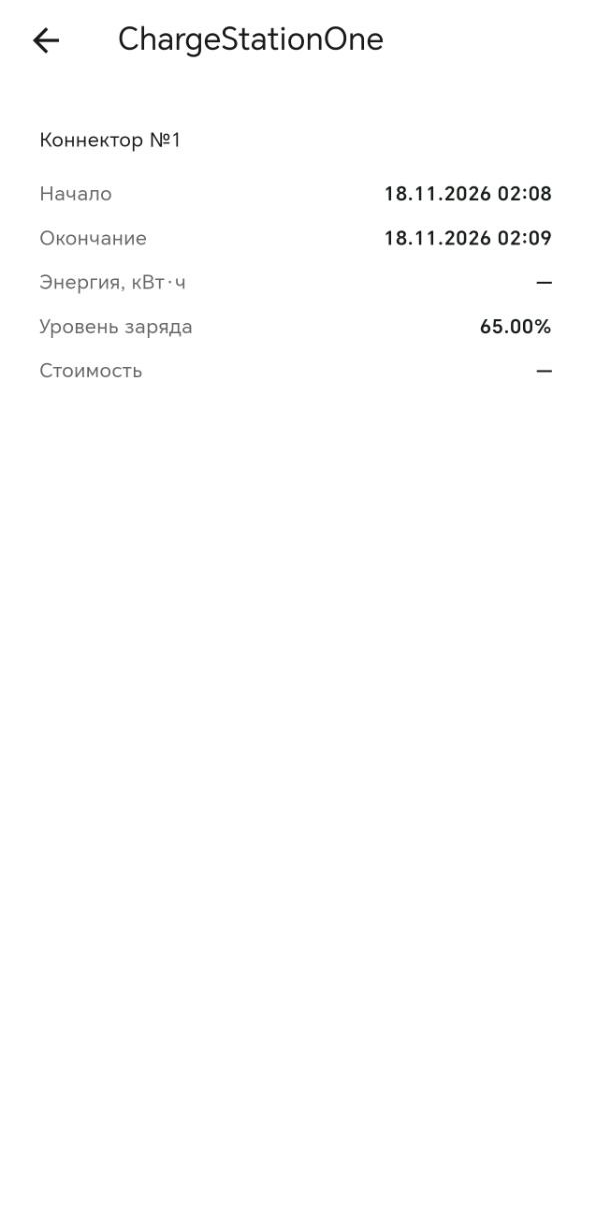 ChargeStationOne
Коннектор №1
Начало 18.11.2026 02:08
Окончание 18.11.2026 02:09
Энергия, кВт·ч —
Уровень заряда 65.00%
Стоимость —